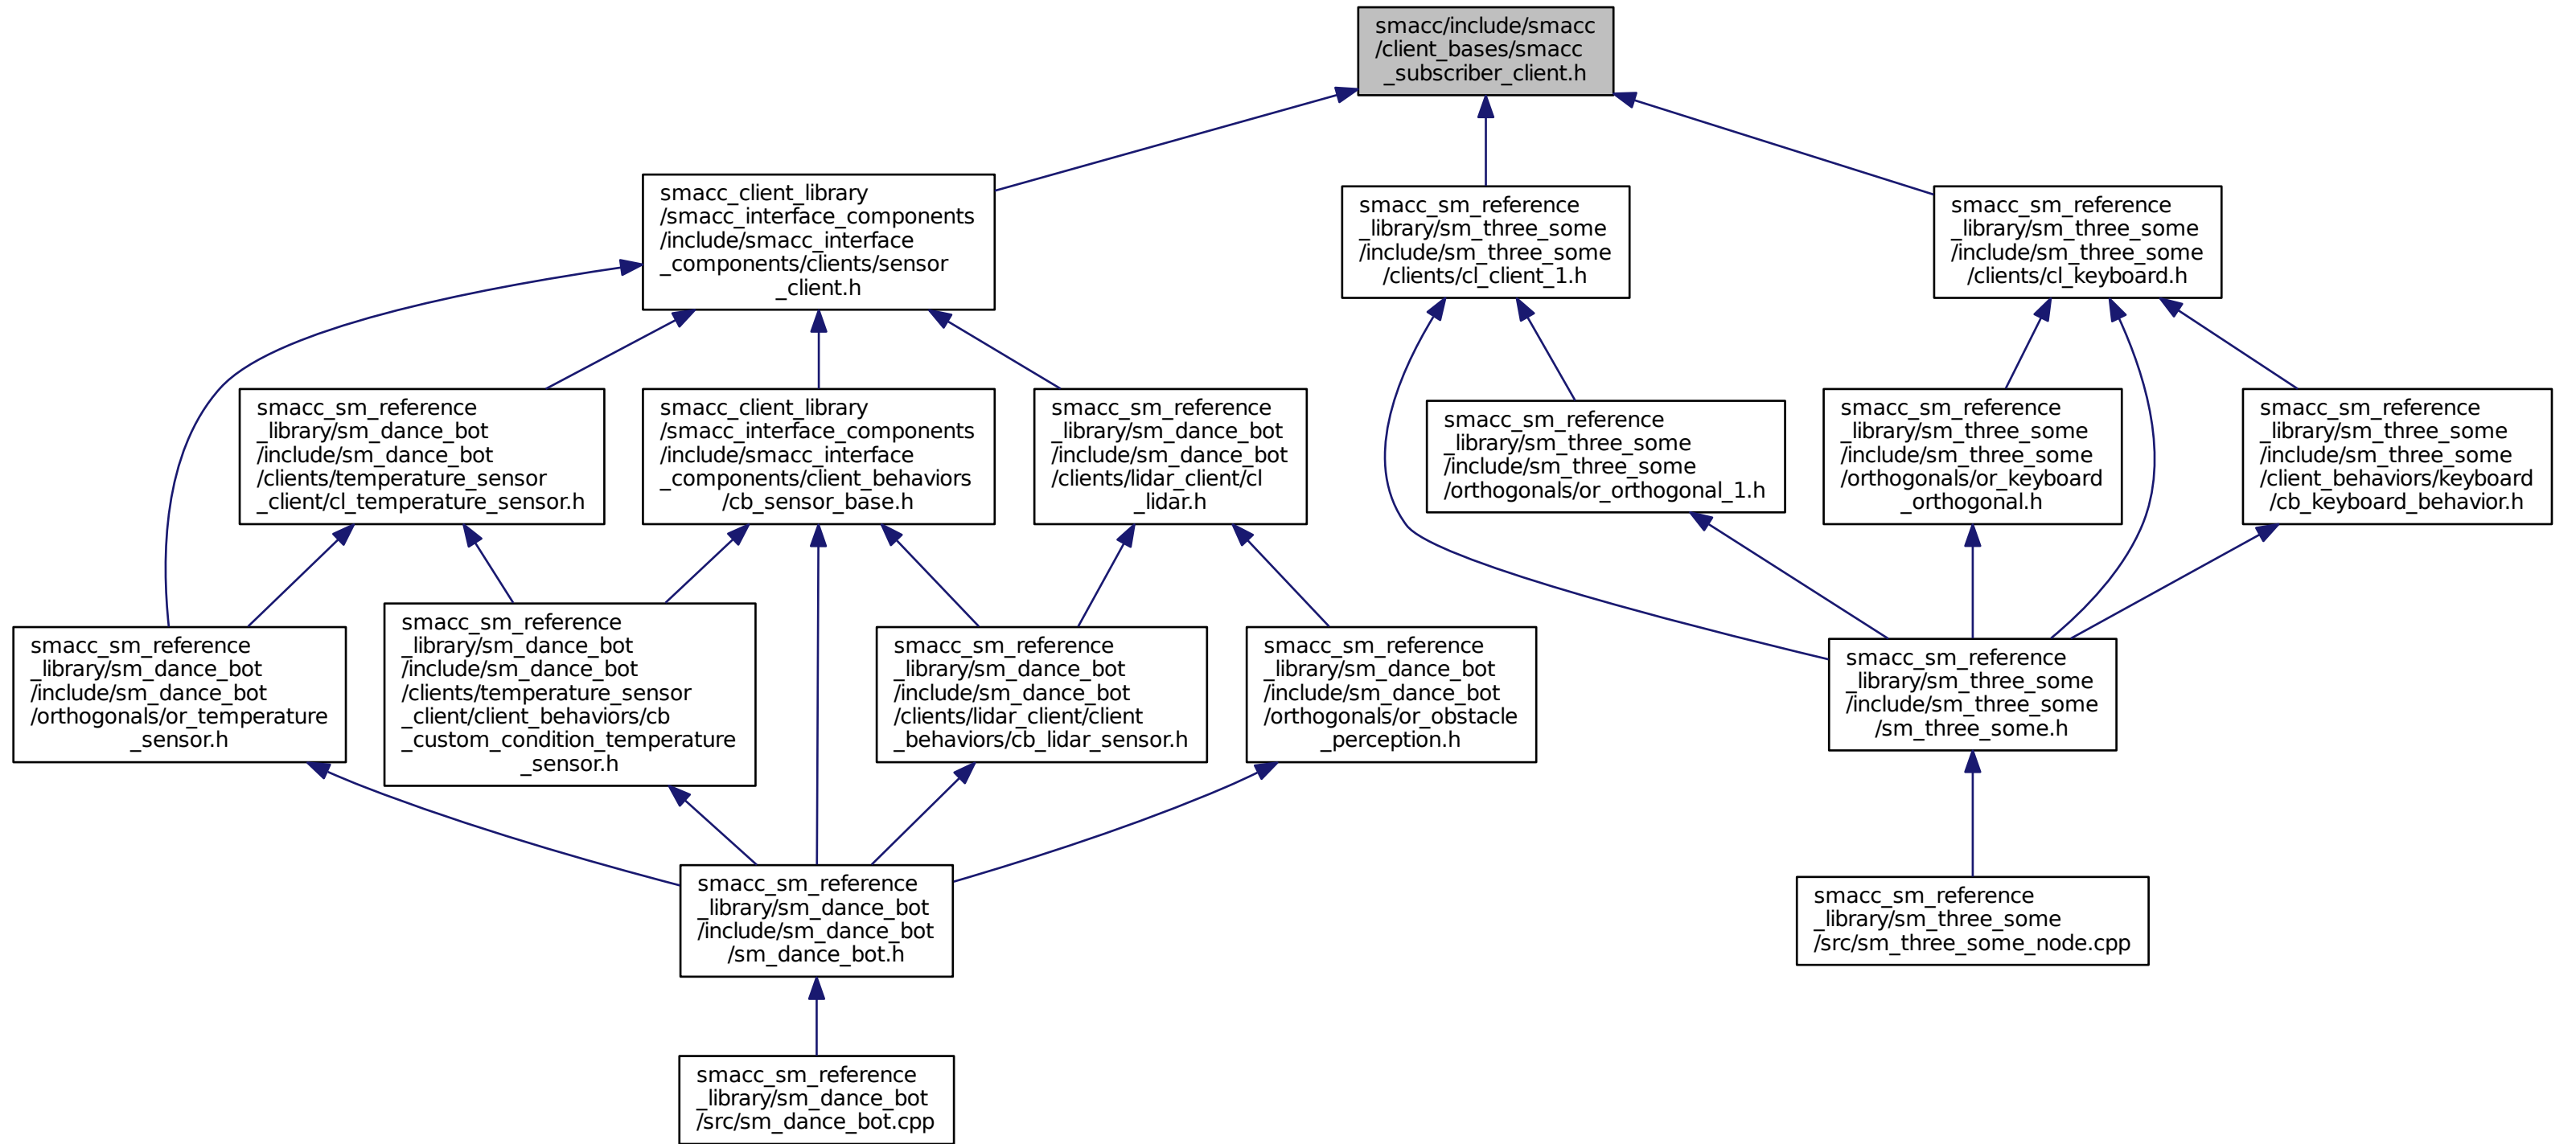 smacc/include/smacc
/client_bases/smacc
_subscriber_client.h
smacc_client_library
/smacc_interface_components
/include/smacc_interface
_components/clients/sensor
_client.h
smacc_sm_reference
_library/sm_three_some
/include/sm_three_some
/clients/cl_client_1.h
smacc_sm_reference
_library/sm_three_some
/include/sm_three_some
/clients/cl_keyboard.h
smacc_sm_reference
_library/sm_dance_bot
/include/sm_dance_bot
/clients/temperature_sensor
_client/cl_temperature_sensor.h
smacc_client_library
/smacc_interface_components
/include/smacc_interface
_components/client_behaviors
/cb_sensor_base.h
smacc_sm_reference
_library/sm_dance_bot
/include/sm_dance_bot
/clients/lidar_client/cl
_lidar.h
smacc_sm_reference
_library/sm_three_some
/include/sm_three_some
/orthogonals/or_orthogonal_1.h
smacc_sm_reference
_library/sm_three_some
/include/sm_three_some
/orthogonals/or_keyboard
_orthogonal.h
smacc_sm_reference
_library/sm_three_some
/include/sm_three_some
/client_behaviors/keyboard
/cb_keyboard_behavior.h
smacc_sm_reference
_library/sm_dance_bot
/include/sm_dance_bot
/orthogonals/or_temperature
_sensor.h
smacc_sm_reference
_library/sm_dance_bot
/include/sm_dance_bot
/clients/temperature_sensor
_client/client_behaviors/cb
_custom_condition_temperature
_sensor.h
smacc_sm_reference
_library/sm_dance_bot
/include/sm_dance_bot
/clients/lidar_client/client
_behaviors/cb_lidar_sensor.h
smacc_sm_reference
_library/sm_dance_bot
/include/sm_dance_bot
/orthogonals/or_obstacle
_perception.h
smacc_sm_reference
_library/sm_three_some
/include/sm_three_some
/sm_three_some.h
smacc_sm_reference
_library/sm_dance_bot
/include/sm_dance_bot
/sm_dance_bot.h
smacc_sm_reference
_library/sm_three_some
/src/sm_three_some_node.cpp
smacc_sm_reference
_library/sm_dance_bot
/src/sm_dance_bot.cpp